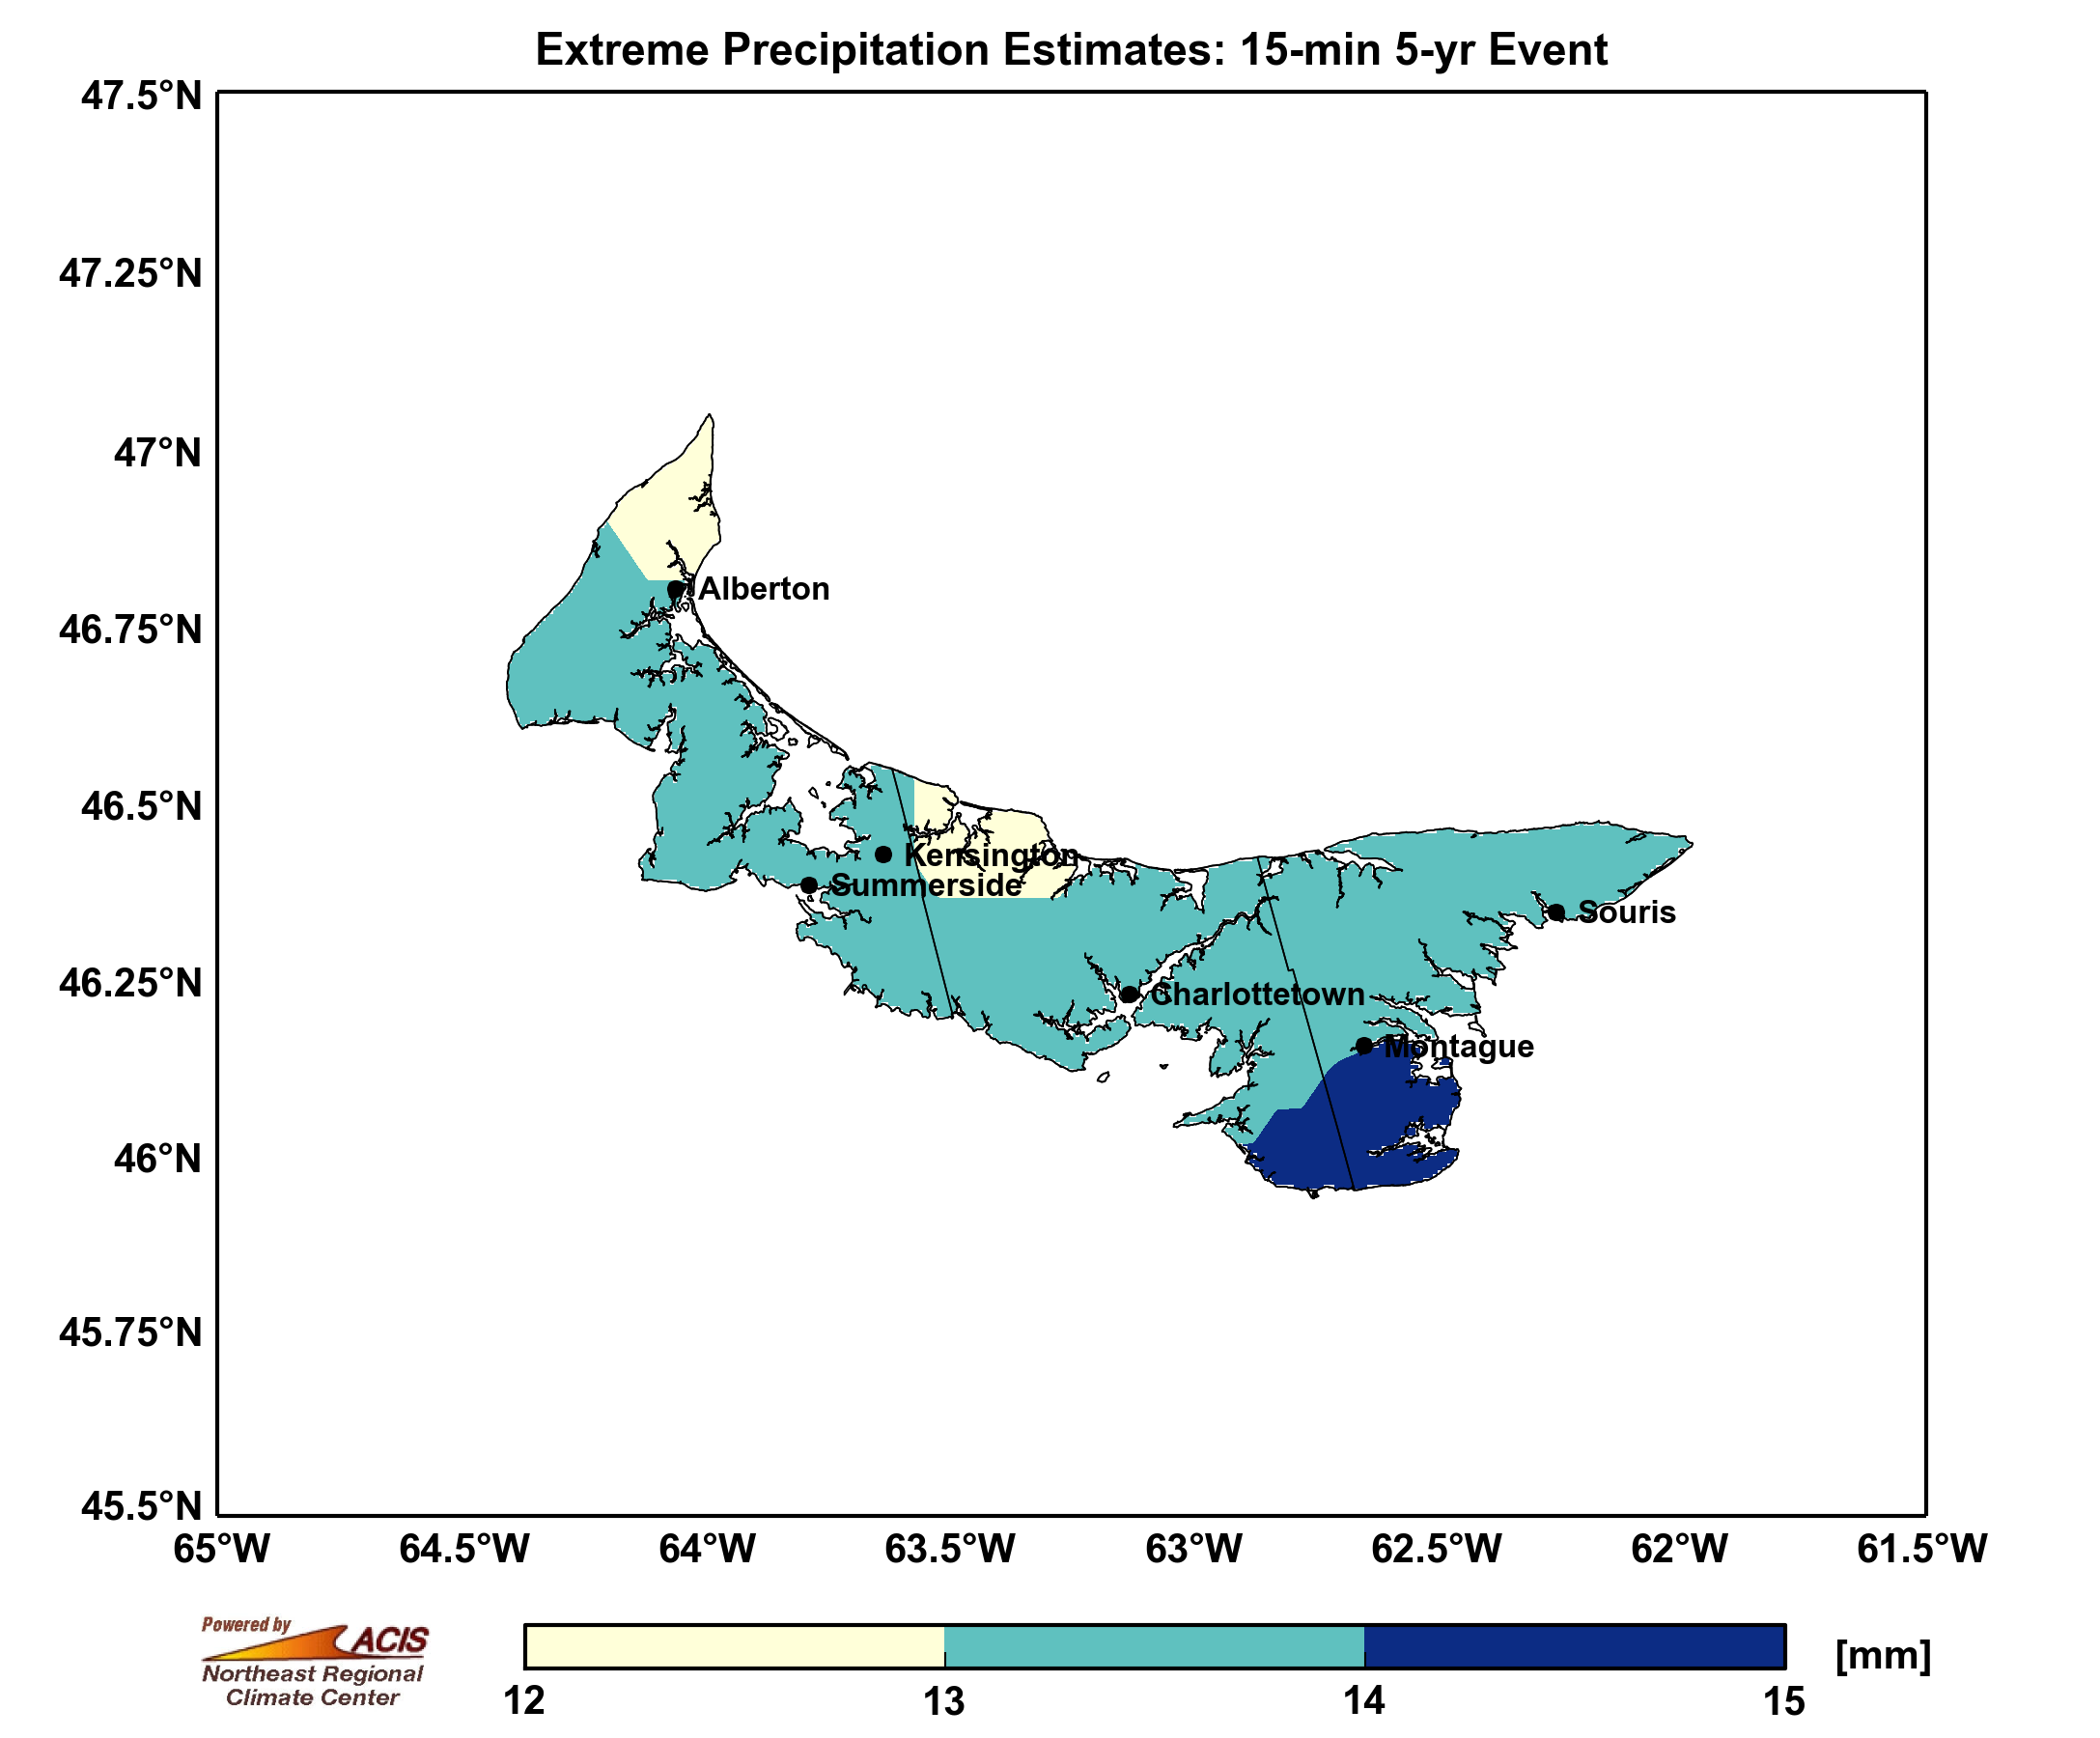 Extreme Precipitation Estimates: 15-min 5-yr Event
47.5°N
47.25°N
47°N
46.75°N
46.5°N
46.25°N
46°N
45.75°N
45.5°N
Alberton
Kensington
Summerside
Souris
Charlottetown
Montague
65°W 64.5°W 64°W 63.5°W 63°W 62.5°W 62°W 61.5°W
Powered by
ACIS
Northeast Regional
Climate Center
[mm]
12 13 14 15